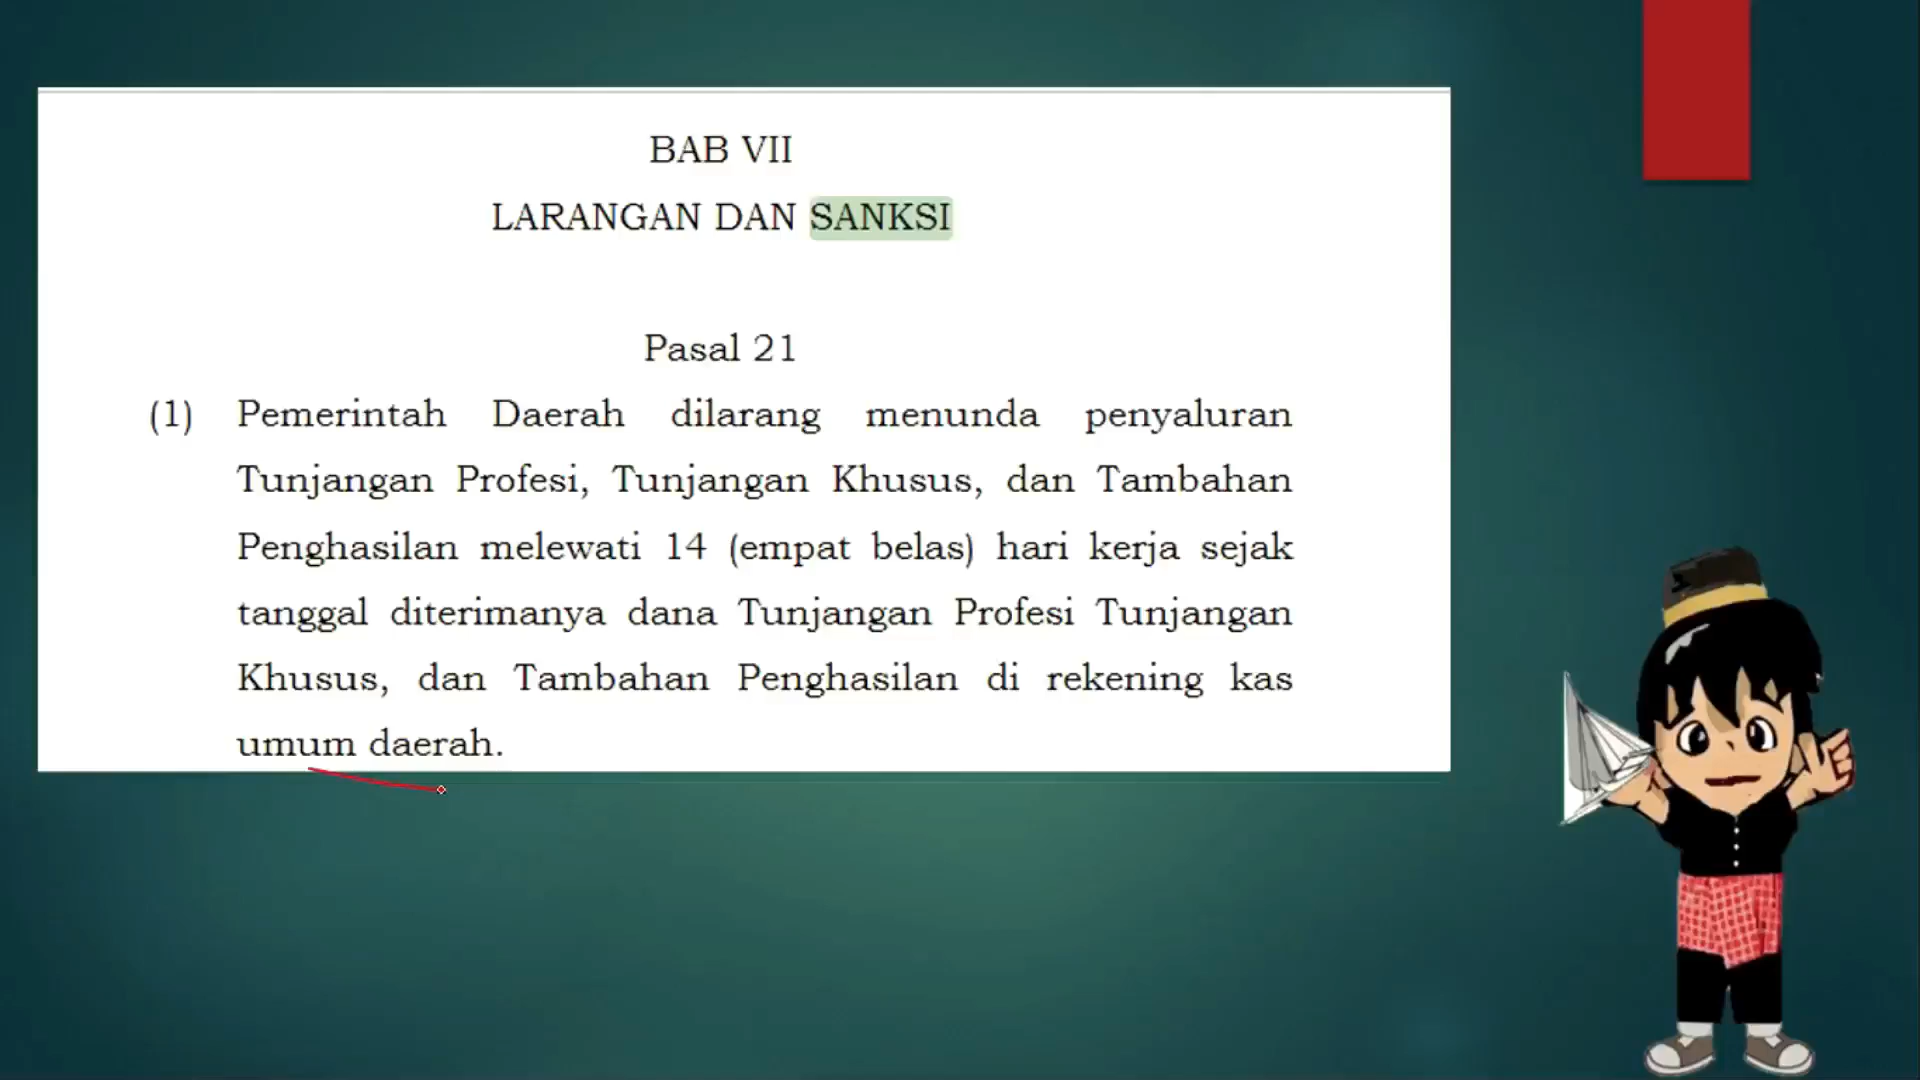 BAB VII
LARANGAN DAN SANKSI
Pasal 21
(1) Pemerintah Daerah dilarang menunda penyaluran
Tunjangan Profesi, Tunjangan Khusus, dan Tambahan
Penghasilan melewati 14 (empat belas) hari kerja sejak
tanggal diterimanya dana Tunjangan Profesi Tunjangan
Khusus, dan Tambahan Penghasilan di rekening kas
umum daerah.